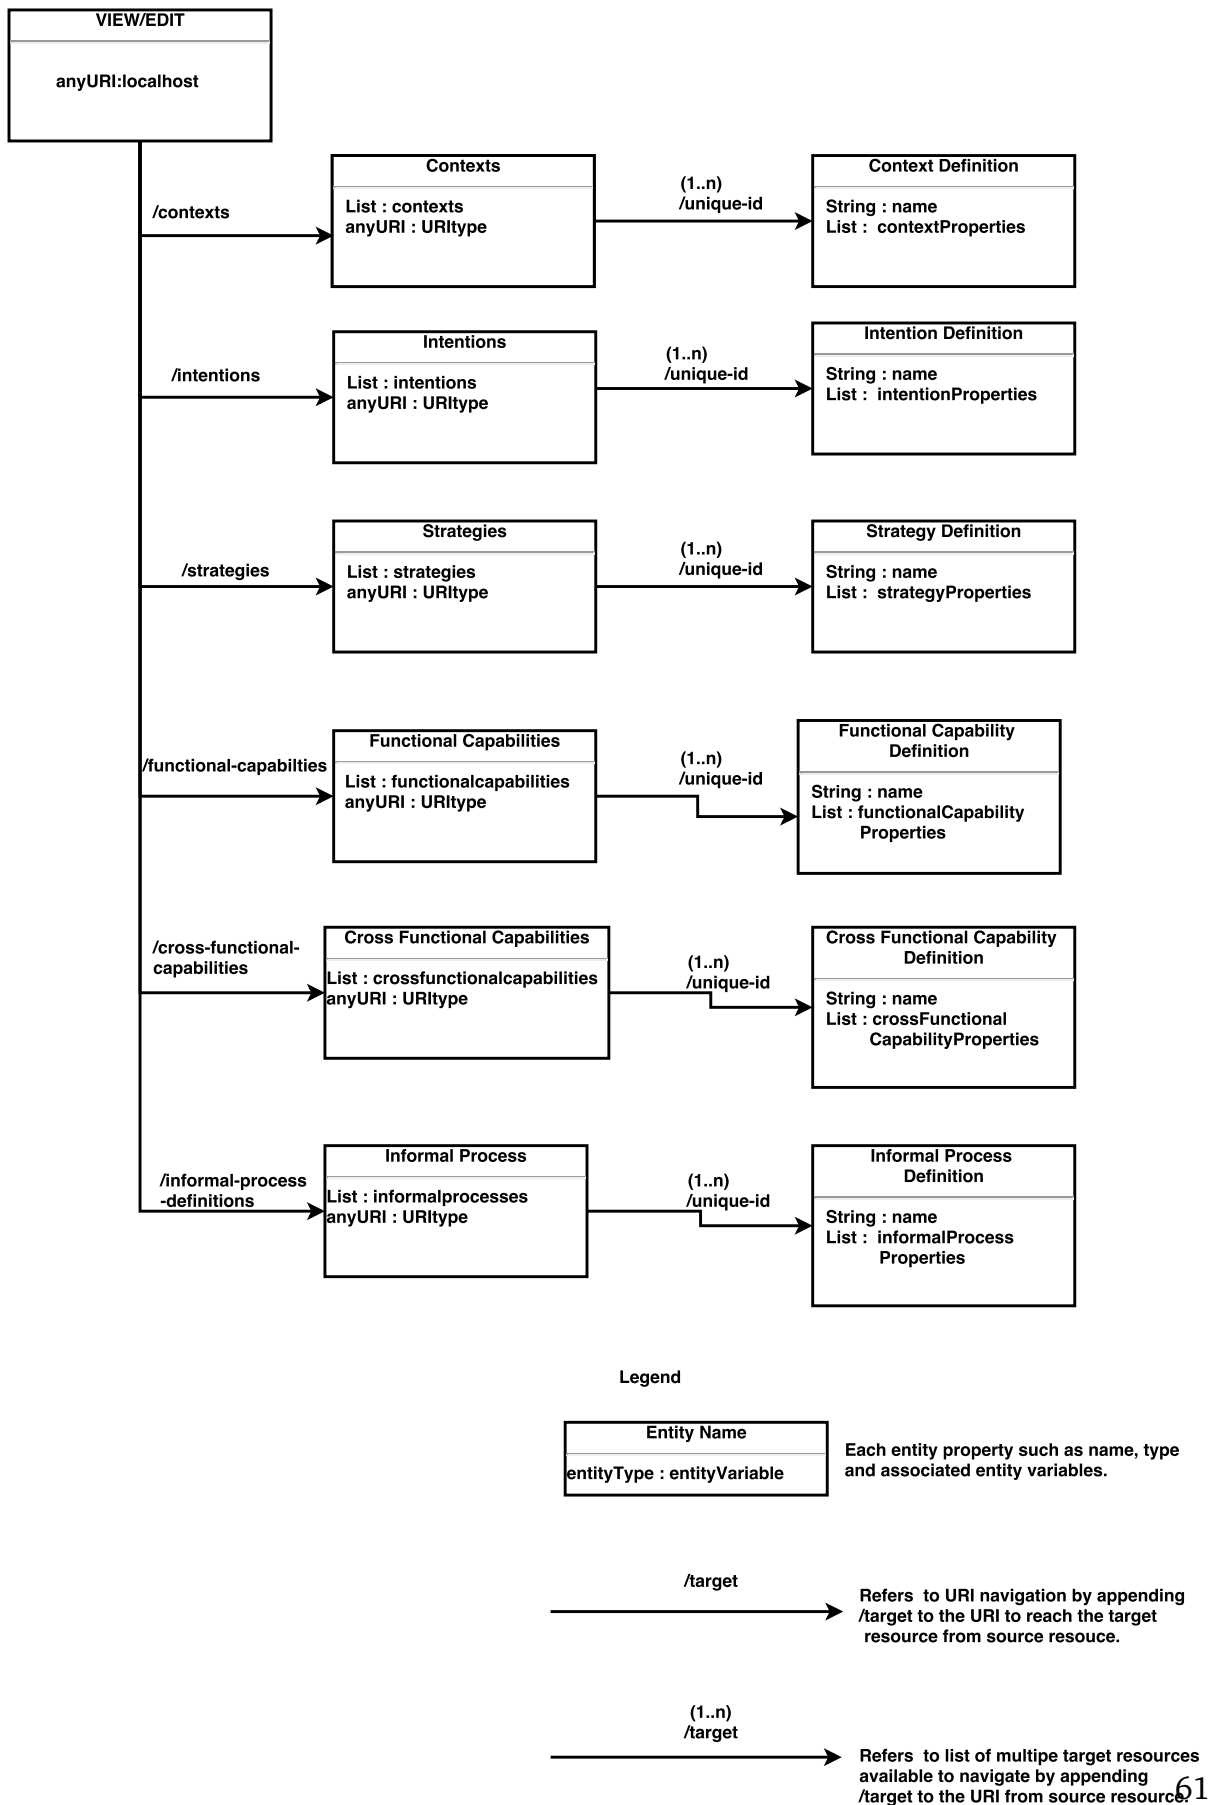 VIEW/EDIT
anyURI:localhost
/contexts
Contexts
List : contexts
anyURI : URItype
(1..n)
/unique-id
Context Definition
String : name
List :  contextProperties
/intentions
Intentions
List : intentions
anyURI : URItype
(1..n)
/unique-id
Intention Definition
String : name
List :  intentionProperties
/strategies
Strategies
List : strategies
anyURI : URItype
(1..n)
/unique-id
Strategy Definition
String : name
List :  strategyProperties
/functional-capabilties
Functional Capabilities
List : functionalcapabilities
anyURI : URItype
(1..n)
/unique-id
Functional Capability
Definition
String : name
List : functionalCapability
Properties
/cross-functional-
capabilities
Cross Functional Capabilities
List : crossfunctionalcapabilities
anyURI : URItype
(1..n)
/unique-id
Cross Functional Capability
Definition
String : name
List : crossFunctional
CapabilityProperties
/informal-process
-definitions
Informal Process
List : informalprocesses
anyURI : URItype
(1..n)
/unique-id
Informal Process
Definition
String : name
List :  informalProcess
Properties
Legend
Entity Name
entityType : entityVariable
Each entity property such as name, type
and associated entity variables.
/target
Refers  to URI navigation by appending
/target to the URI to reach the target
resource from source resouce.
(1..n)
/target
Refers  to list of multipe target resources
available to navigate by appending
/target to the URI from source resource.
61